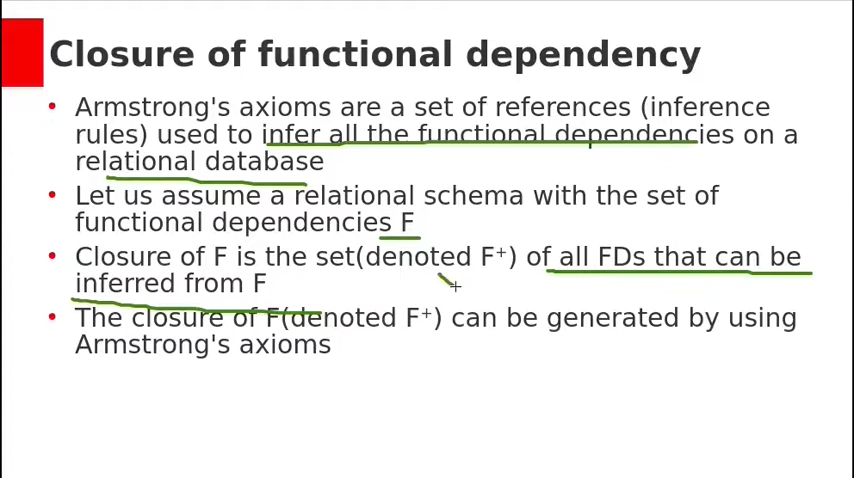 Closure of functional dependency
• Armstrong's axioms are a set of references (inference
rules) used to infer all the functional dependencies on a
relational database
• Let us assume a relational schema with the set of
functional dependencies F
• Closure of F is the set(denoted F⁺) of all FDs that can be
inferred from F
• The closure of F(denoted F⁺) can be generated by using
Armstrong's axioms